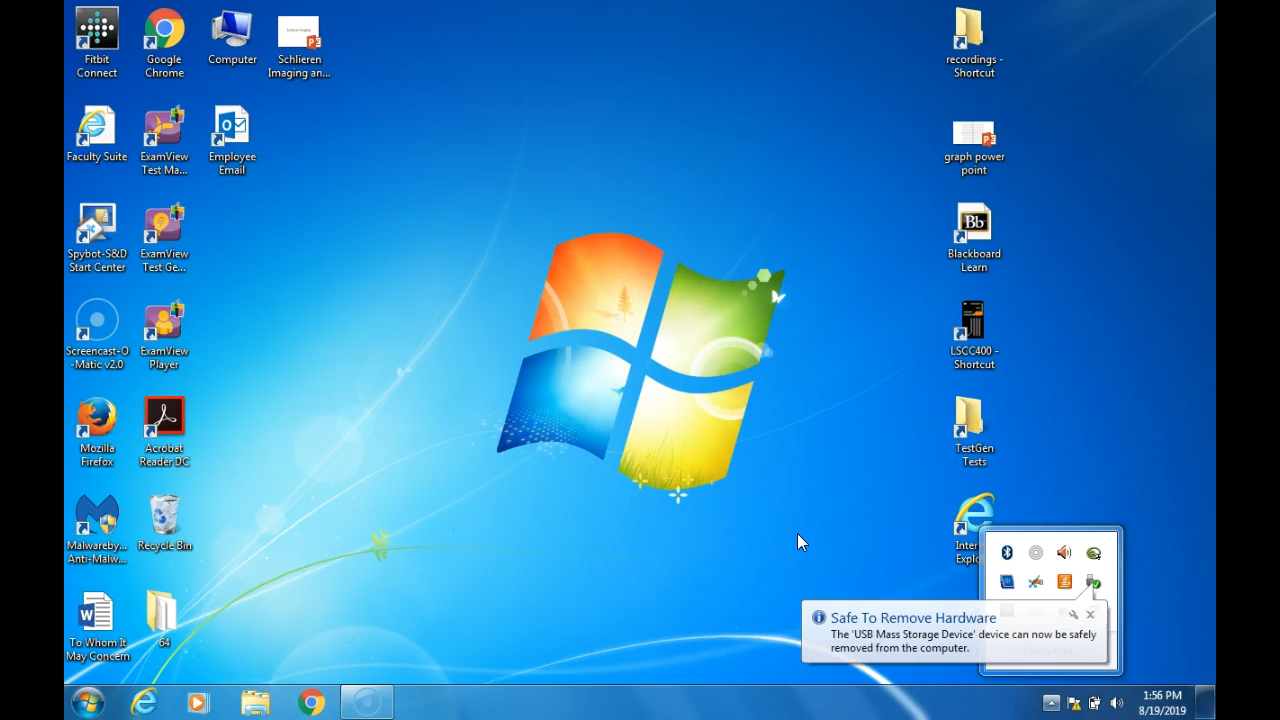 Fitbit
Connect
Google
Chrome
Computer
Schlieren
Imaging an...
recordings -
Shortcut
Faculty Suite
ExamView
Test Ma...
Employee
Email
graph power
point
Spybot-S&D
Start Center
ExamView
Test Ge...
Bb
Blackboard
Learn
Screencast-O
-Matic v2.0
ExamView
Player
LSCC400 -
Shortcut
Mozilla
Firefox
Acrobat
Reader DC
TestGen
Tests
Malwareby...
Anti-Malw...
Recycle Bin
Inter
Explo
To Whom It
May Concern
64
Safe To Remove Hardware
The 'USB Mass Storage Device' device can now be safely
removed from the computer.
Customize...
1:56 PM
8/19/2019